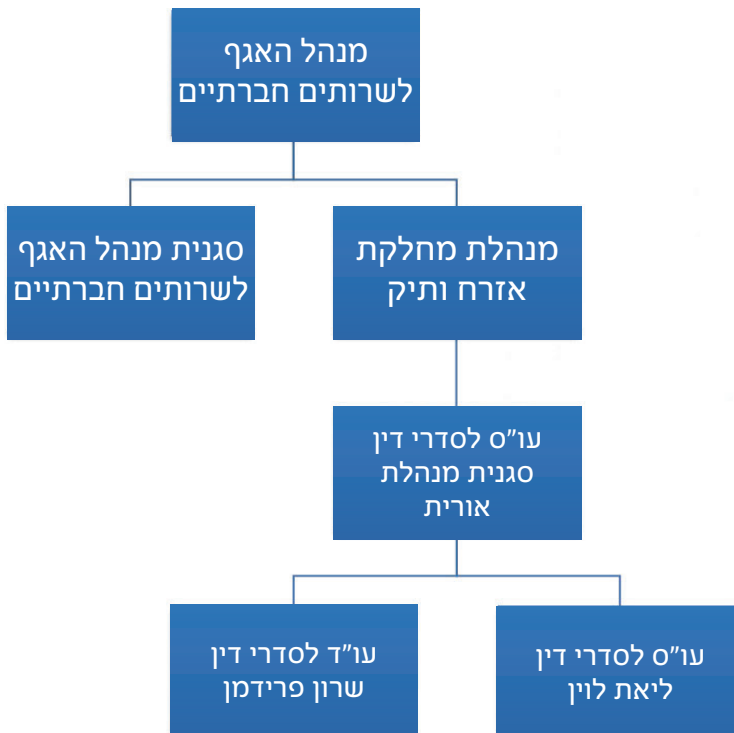 מנהל האגף
לשרותים חברתיים
מנהלת מחלקת
אזרח ותיק
סגנית מנהל האגף
לשרותים חברתיים
עו"ס לסדרי דין
סגנית מנהלת
אורית
עו"ס לסדרי דין
ליאת לוין
עו"ד לסדרי דין
שרון פרידמן